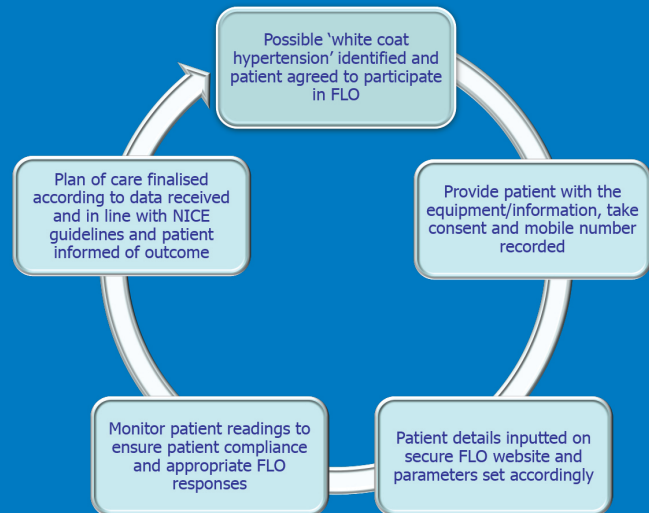 Possible ‘white coat
hypertension’ identified and
patient agreed to participate
in FLO
Provide patient with the
equipment/information, take
consent and mobile number
recorded
Patient details inputted on
secure FLO website and
parameters set accordingly
Monitor patient readings to
ensure patient compliance
and appropriate FLO
responses
Plan of care finalised
according to data received
and in line with NICE
guidelines and patient
informed of outcome